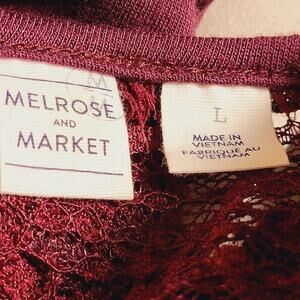 MELROSE
AND
MARKET
L
MADE IN
VIETNAM
FABRIQUÉ AU
VIETNAM